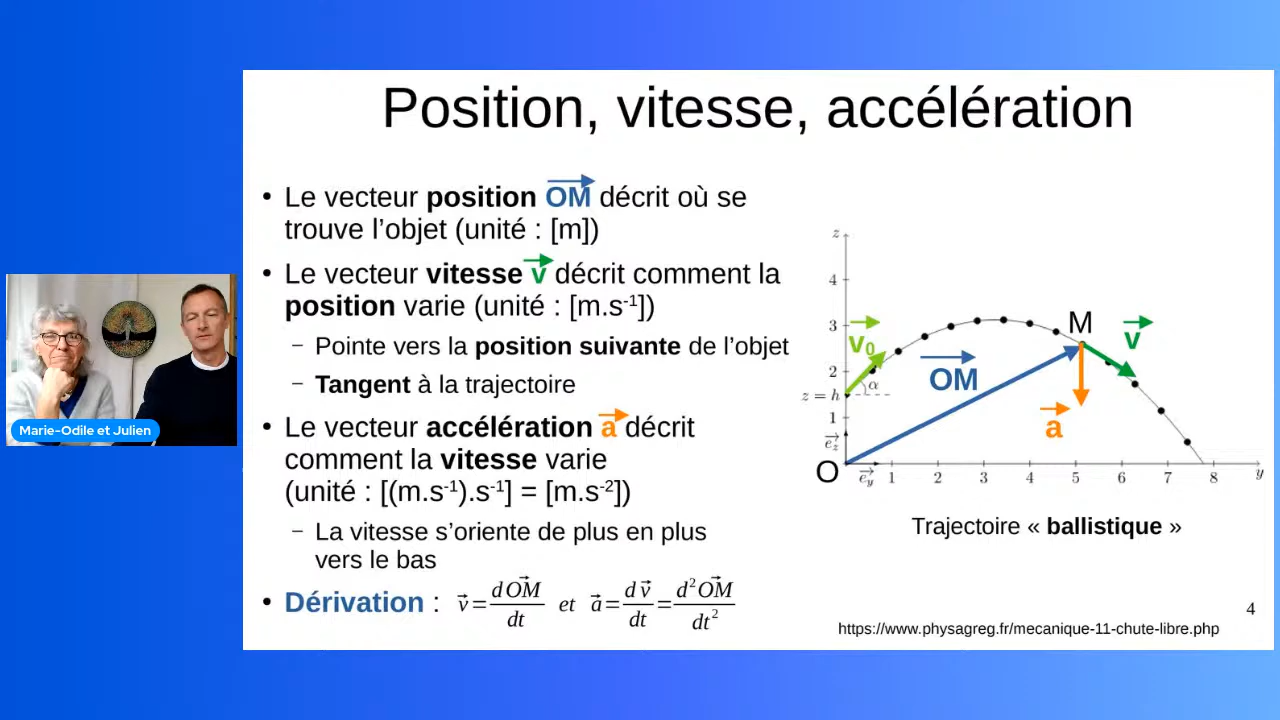 Position, vitesse, accélération
• Le vecteur position OM décrit où se
trouve l’objet (unité : [m])
• Le vecteur vitesse v décrit comment la
position varie (unité : [m.s⁻¹])
– Pointe vers la position suivante de l’objet
– Tangent à la trajectoire
• Le vecteur accélération a décrit
comment la vitesse varie
(unité : [(m.s⁻¹).s⁻¹] = [m.s⁻²])
– La vitesse s’oriente de plus en plus
vers le bas
• Dérivation : v⃗ = dOM⃗/dt et a⃗ = dv⃗/dt = d²OM⃗/dt²
z
4
3
2
z = h
1
e⃗z
O
e⃗y 1 2 3 4 5 6 7 8 y
v₀
α
OM
M
v
a
Trajectoire « ballistique »
4
https://www.physagreg.fr/mecanique-11-chute-libre.php
Marie-Odile et Julien